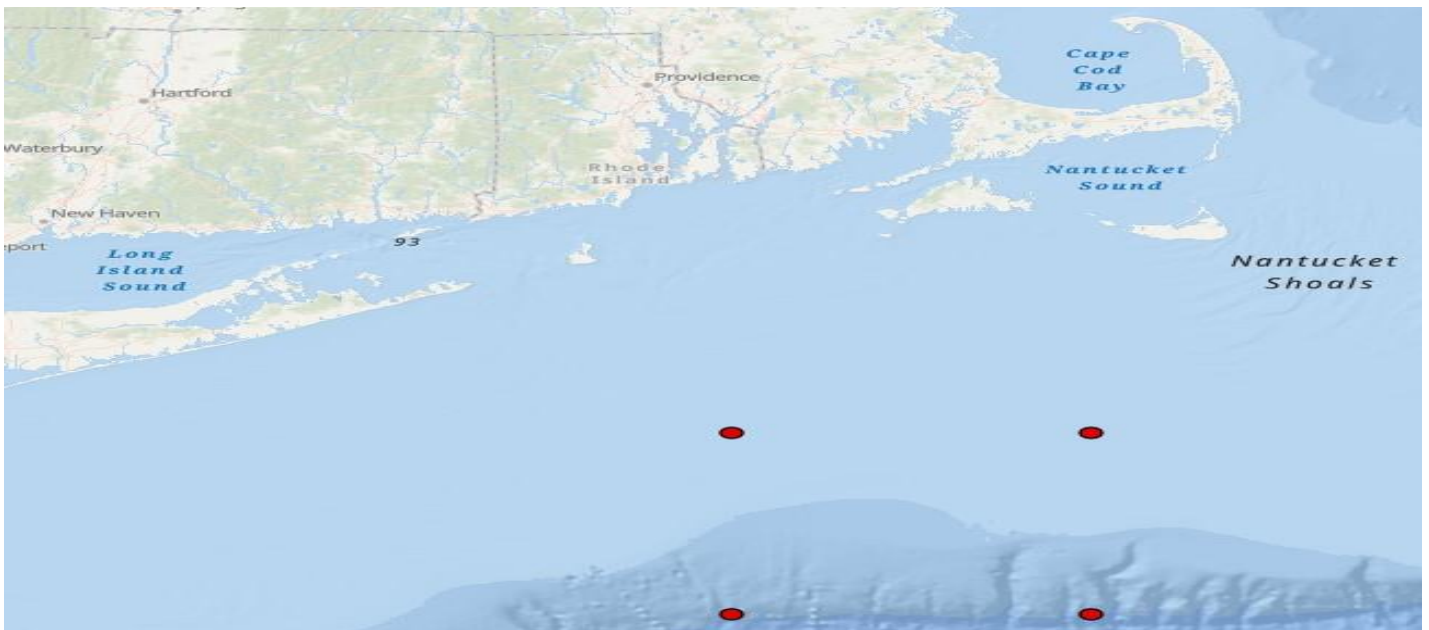 Cape
Cod
Bay
Providence
Hartford
Waterbury
Rhode
Island
Nantucket
Sound
New Haven
port
93
Long
Island
Sound
Nantucket
Shoals